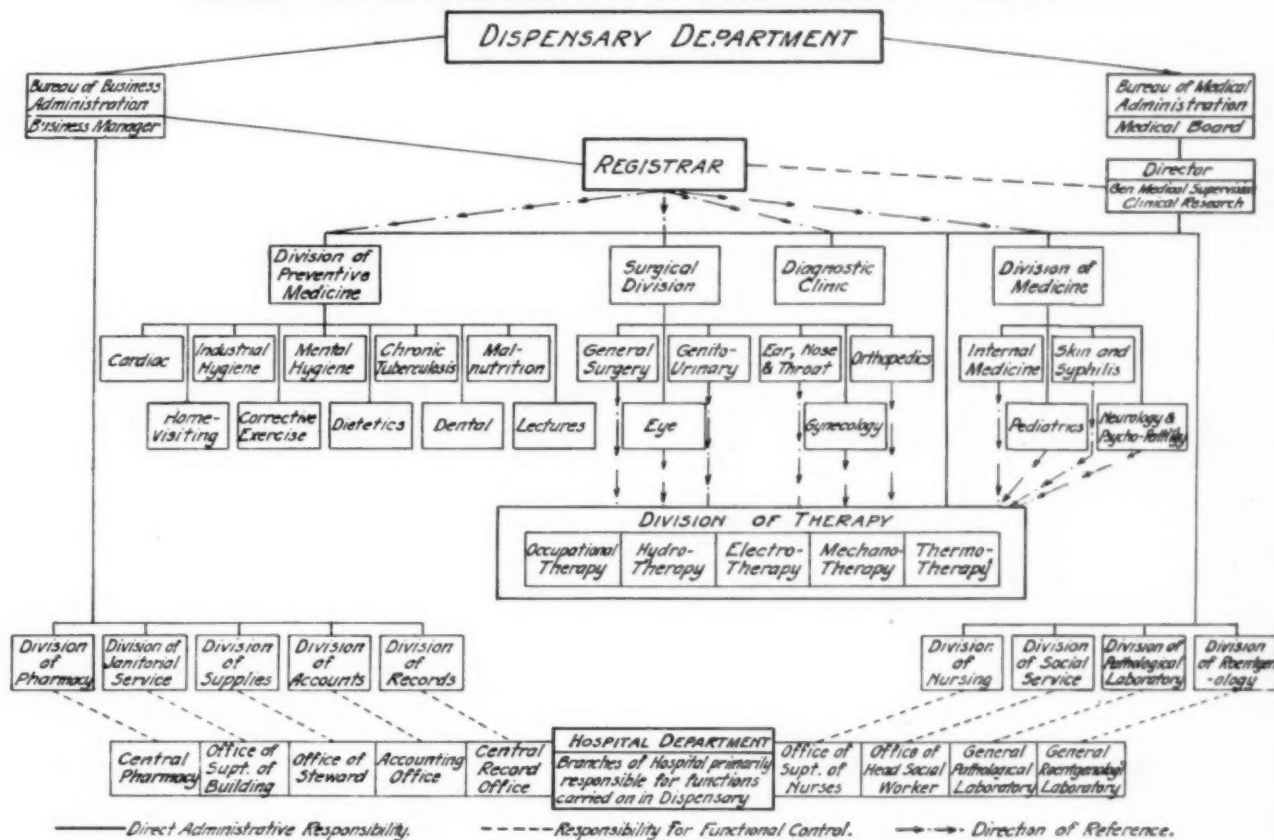 DISPENSARY DEPARTMENT
Bureau of Business
Administration
Business Manager
Bureau of Medical
Administration
Medical Board
REGISTRAR
Director
Gen Medical Supervision
Clinical Research
Division of
Preventive
Medicine
Surgical
Division
Diagnostic
Clinic
Division of
Medicine
Cardiac
Industrial
Hygiene
Mental
Hygiene
Chronic
Tuberculosis
Mal-
nutrition
General
Surgery
Genito-
Urinary
Ear, Nose
& Throat
Orthopedics
Internal
Medicine
Skin and
Syphilis
Home-
Visiting
Corrective
Exercise
Dietetics
Dental
Lectures
Eye
Gynecology
Pediatrics
Neurology &
DIVISION OF THERAPY
Occupational
Therapy
Hydro-
Therapy
Electro-
Therapy
Mechano-
Therapy
Thermo-
Therapy
Division
of
Pharmacy
Division of
Janitorial
Service
Division
of
Supplies
Division
of
Accounts
Division
of
Records
Division
of
Nursing
Division
of Social
Service
Division of
Pathological
Laboratory
Division
of Roentgen
-ology
Central
Pharmacy
Office of
Supt. of
Building
Office of
Steward
Accounting
Office
Central
Record
Office
HOSPITAL DEPARTMENT
Branches of Hospital primarily
responsible for functions
carried on in Dispensary
Office of
Supt. of
Nurses
Office of
Head Social
Worker
General
Pathological
Laboratory
General
Laboratory
Direct Administrative Responsibility.
Responsibility for Functional Control.
Direction of Reference.